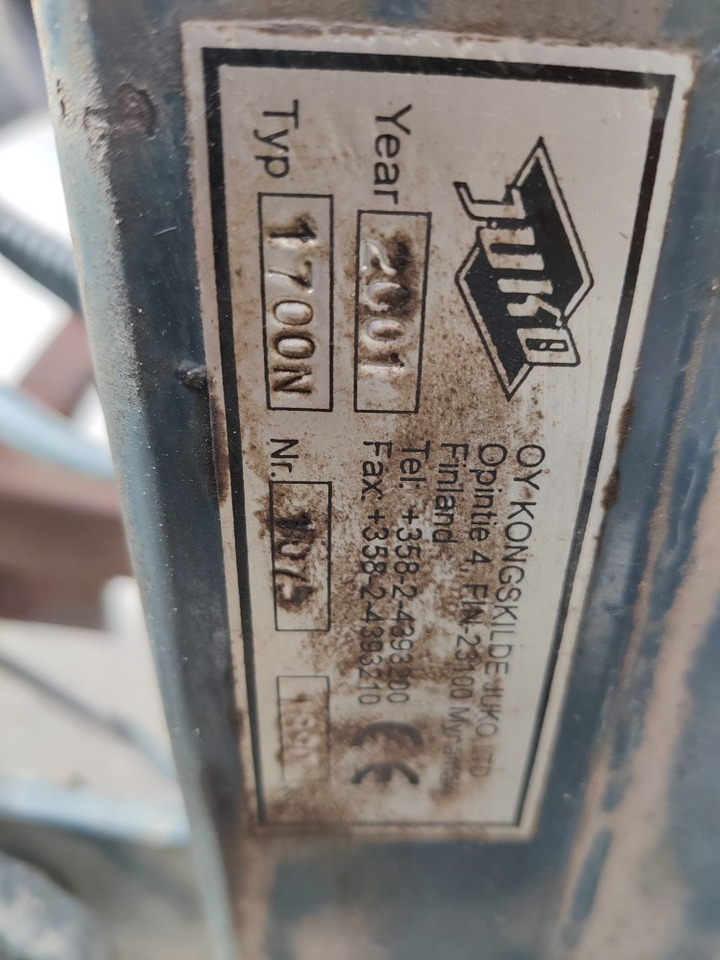 JUKO
Year 2001
Typ 1700N
OY KONGSKILDE JUKO LTD
Opintie 4 FIN-23100 Mynämäki
Finland
Tel. +358-2-4393200
Fax. +358-2-4393210
Nr. 1075
CE